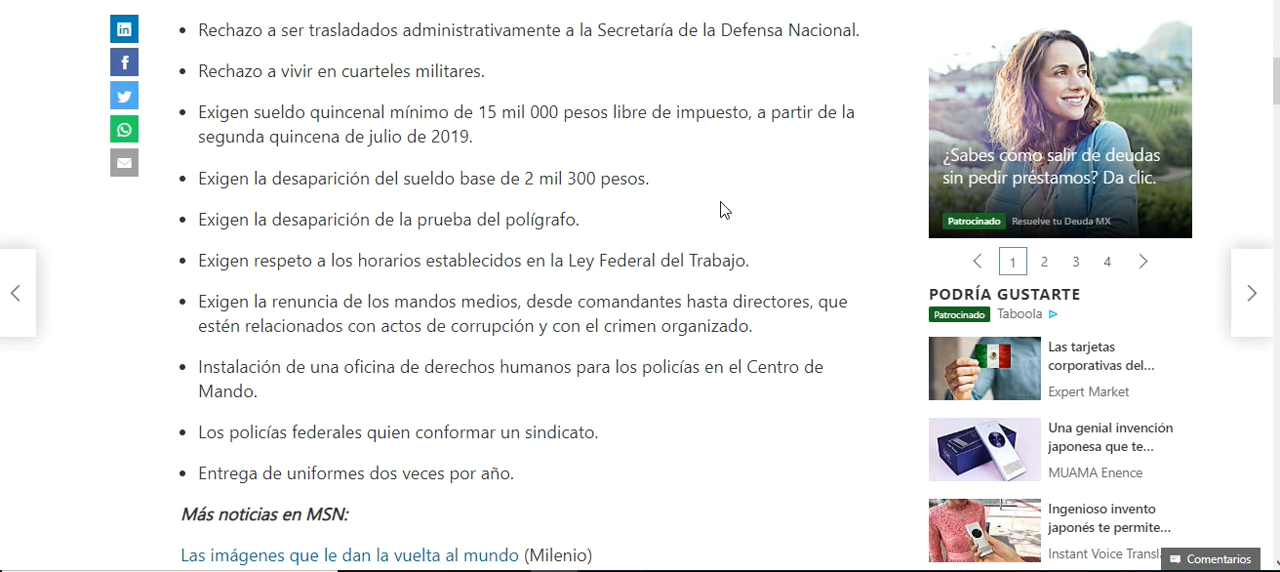 Rechazo a ser trasladados administrativamente a la Secretaría de la Defensa Nacional.
Rechazo a vivir en cuarteles militares.
Exigen sueldo quincenal mínimo de 15 mil 000 pesos libre de impuesto, a partir de la
segunda quincena de julio de 2019.
Exigen la desaparición del sueldo base de 2 mil 300 pesos.
Exigen la desaparición de la prueba del polígrafo.
Exigen respeto a los horarios establecidos en la Ley Federal del Trabajo.
Exigen la renuncia de los mandos medios, desde comandantes hasta directores, que
estén relacionados con actos de corrupción y con el crimen organizado.
Instalación de una oficina de derechos humanos para los policías en el Centro de
Mando.
Los policías federales quien conformar un sindicato.
Entrega de uniformes dos veces por año.
Más noticias en MSN:
Las imágenes que le dan la vuelta al mundo (Milenio)
¿Sabes cómo salir de deudas
sin pedir préstamos? Da clic.
Patrocinado Resuelve tu Deuda MX
1 2 3 4
PODRÍA GUSTARTE
Patrocinado Taboola
Las tarjetas
corporativas del...
Expert Market
Una genial invención
japonesa que te...
MUAMA Enence
Ingenioso invento
japonés te permite...
Instant Voice Transl
Comentarios